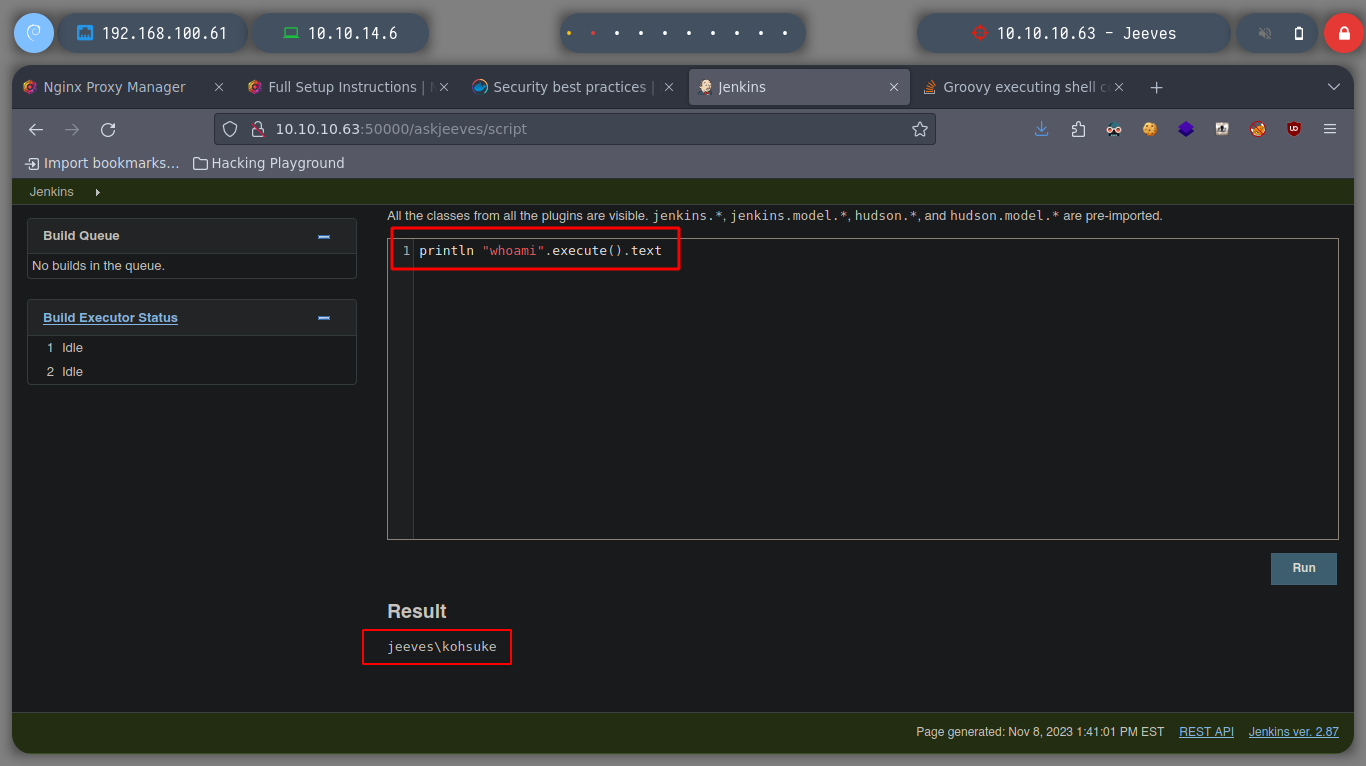 192.168.100.61
10.10.14.6
10.10.10.63 - Jeeves
Nginx Proxy Manager
Full Setup Instructions |
Security best practices |
Jenkins
Groovy executing shell
10.10.10.63:50000/askjeeves/script
Import bookmarks...
Hacking Playground
Jenkins
All the classes from all the plugins are visible. jenkins.*, jenkins.model.*, hudson.*, and hudson.model.* are pre-imported.
Build Queue
No builds in the queue.
Build Executor Status
1 Idle
2 Idle
1 println "whoami".execute().text
Run
Result
jeeves\kohsuke
Page generated: Nov 8, 2023 1:41:01 PM EST
REST API
Jenkins ver. 2.87